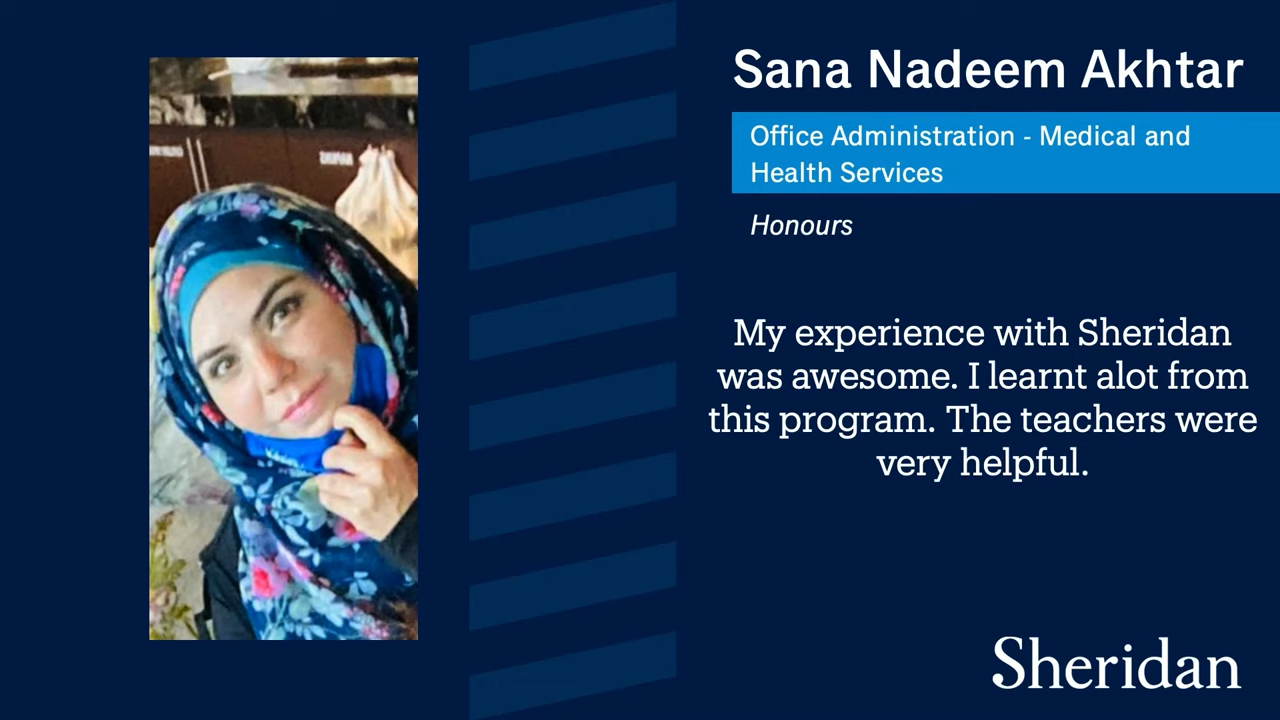 Sana Nadeem Akhtar
Office Administration - Medical and
Health Services
Honours
My experience with Sheridan
was awesome. I learnt alot from
this program. The teachers were
very helpful.
Sheridan